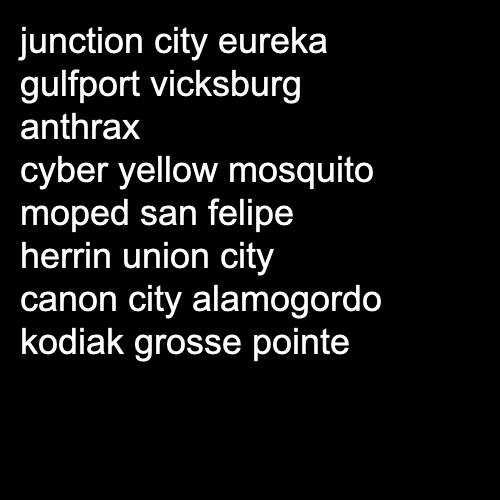 junction city eureka
gulfport vicksburg
anthrax
cyber yellow mosquito
moped san felipe
herrin union city
canon city alamogordo
kodiak grosse pointe